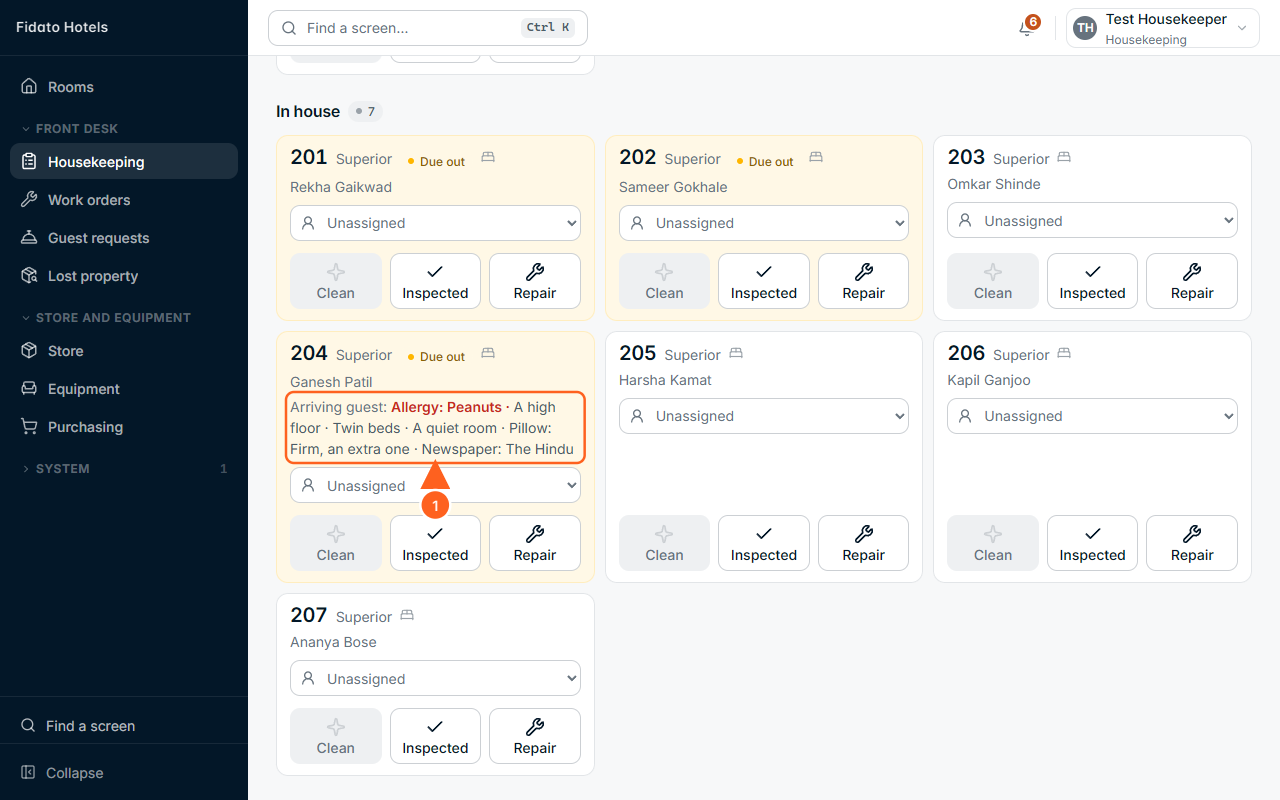 Fidato Hotels
Find a screen...
Ctrl K
6
TH
Test Housekeeper
Housekeeping
Rooms
FRONT DESK
Housekeeping
Work orders
Guest requests
Lost property
STORE AND EQUIPMENT
Store
Equipment
Purchasing
SYSTEM
1
Find a screen
Collapse
In house
7
201 Superior Due out
Rekha Gaikwad
Unassigned
Clean
Inspected
Repair
202 Superior Due out
Sameer Gokhale
Unassigned
Clean
Inspected
Repair
203 Superior
Omkar Shinde
Unassigned
Clean
Inspected
Repair
204 Superior Due out
Ganesh Patil
Arriving guest: Allergy: Peanuts · A high
floor · Twin beds · A quiet room · Pillow:
Firm, an extra one · Newspaper: The Hindu
Unassigned
1
Clean
Inspected
Repair
205 Superior
Harsha Kamat
Unassigned
Clean
Inspected
Repair
206 Superior
Kapil Ganjoo
Unassigned
Clean
Inspected
Repair
207 Superior
Ananya Bose
Unassigned
Clean
Inspected
Repair